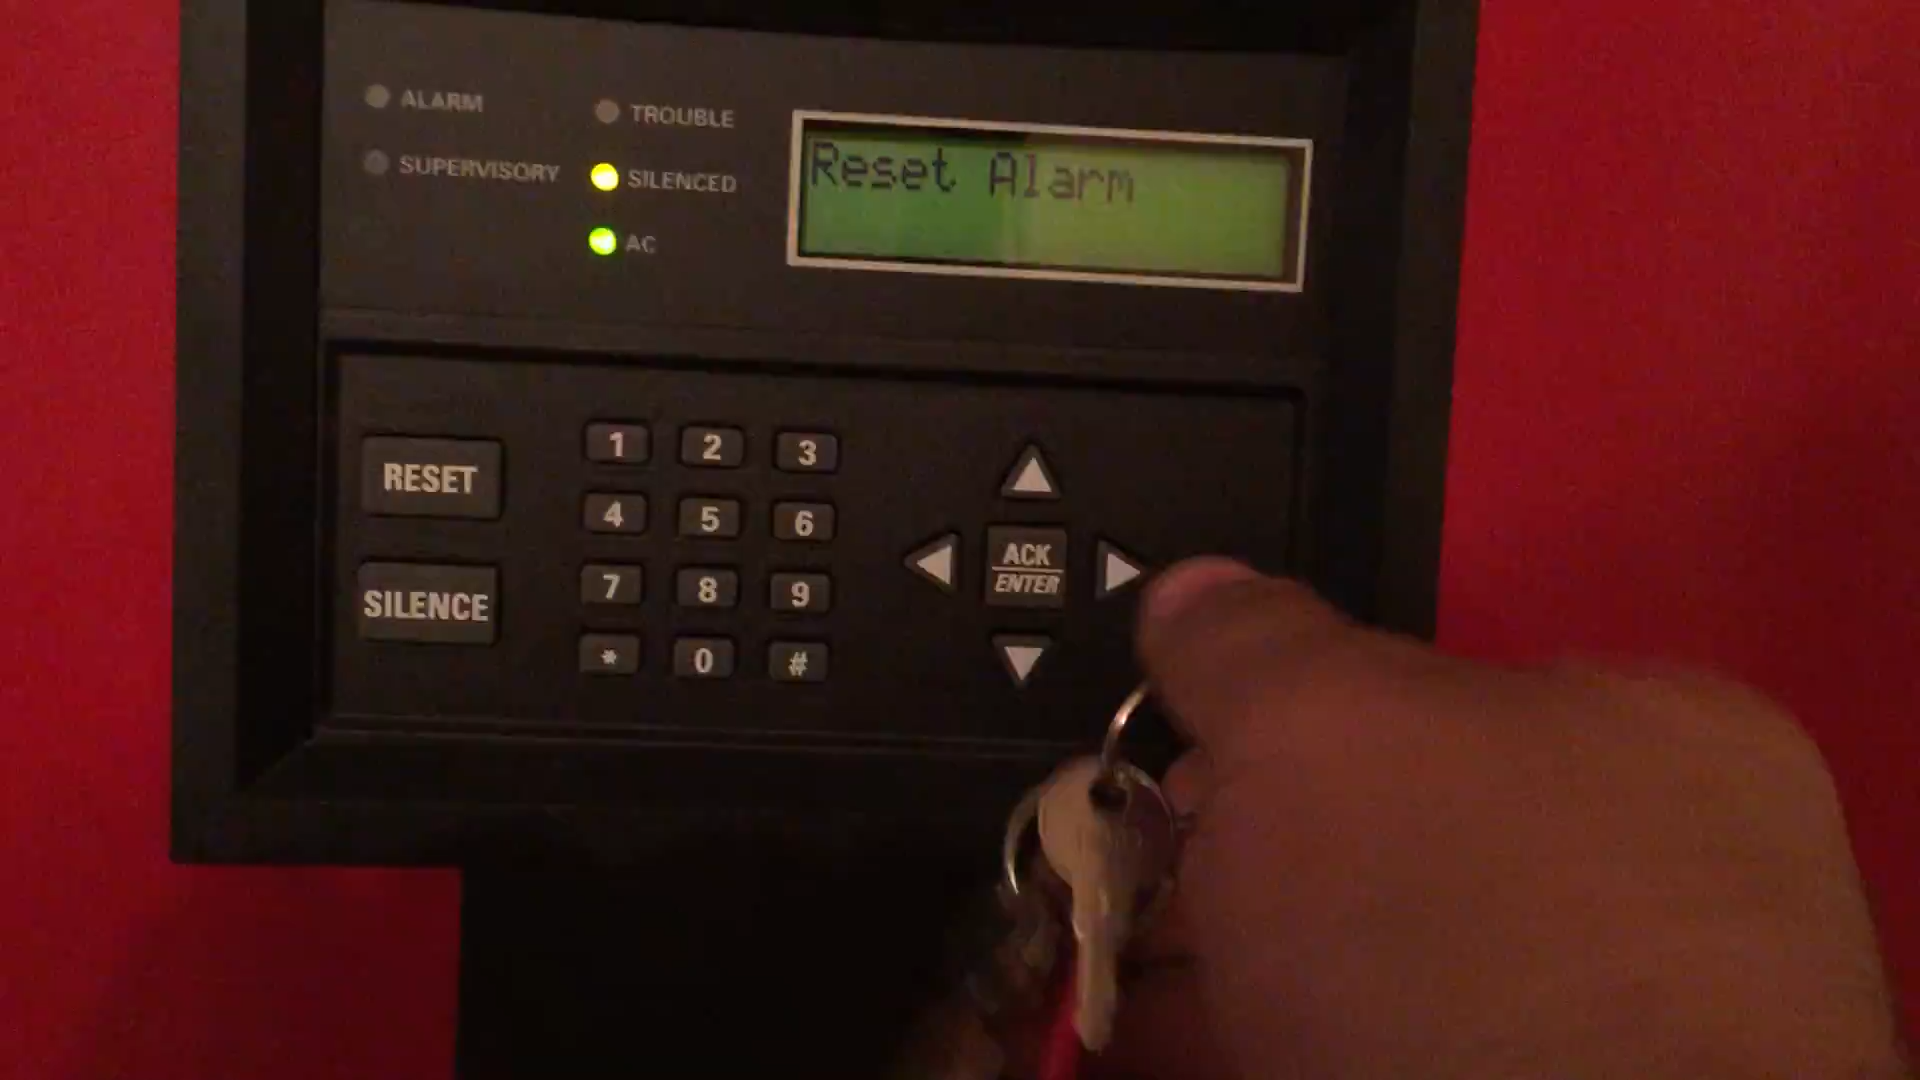 ALARM
TROUBLE
SUPERVISORY
SILENCED
AC
Reset Alarm
RESET
SILENCE
1 2 3
4 5 6
7 8 9
* 0 #
ACK
ENTER